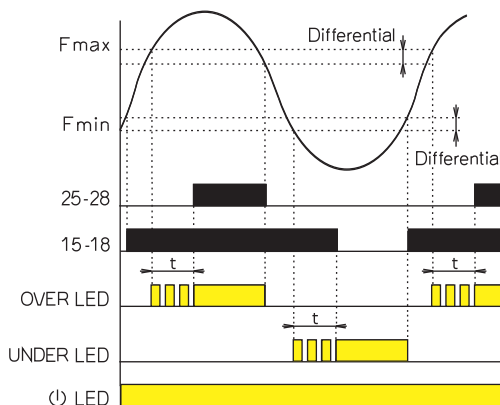 Fmax
Differential
Fmin
Differential
25-28
15-18
t
t
OVER LED
t
UNDER LED
LED